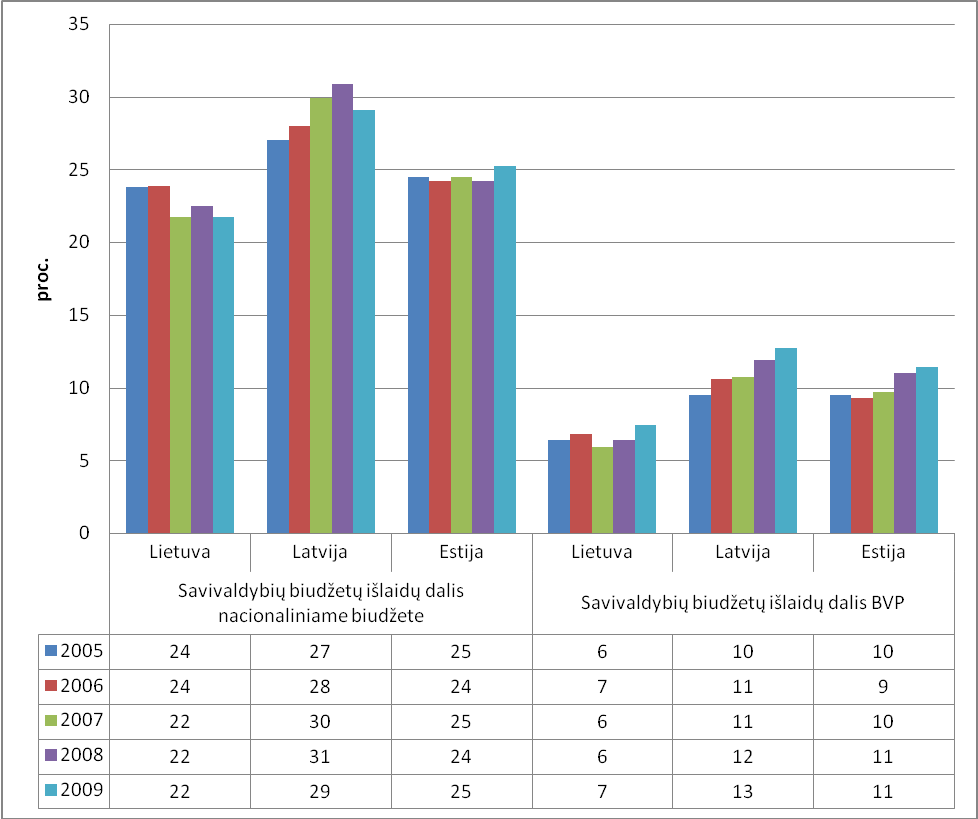 35
30
25
20
15
10
5
0
proc.
Lietuva Latvija Estija Lietuva Latvija Estija
Savivaldybių biudžetų išlaidų dalis
nacionaliniame biudžete
Savivaldybių biudžetų išlaidų dalis BVP
2005 24 27 25 6 10 10
2006 24 28 24 7 11 9
2007 22 30 25 6 11 10
2008 22 31 24 6 12 11
2009 22 29 25 7 13 11